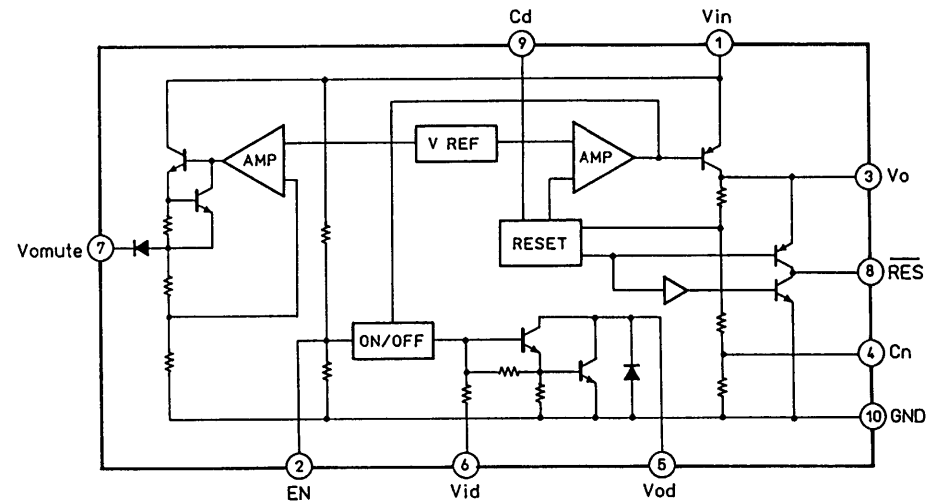 Cd
Vin
9
1
AMP
V REF
AMP
3
Vo
Vomute
7
RESET
8
RES
ON/OFF
4
Cn
10
GND
2
6
5
EN
Vid
Vod